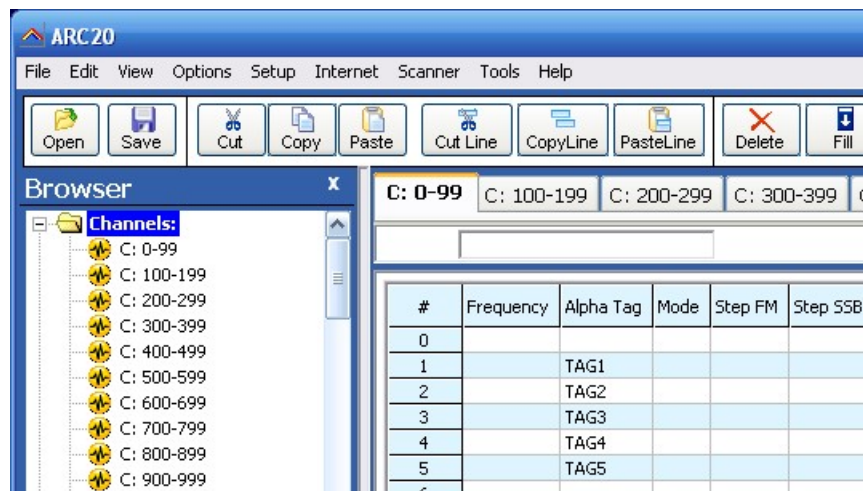 ARC20
File Edit View Options Setup Internet Scanner Tools Help
Open Save Cut Copy Paste Cut Line CopyLine PasteLine Delete Fill
Browser x
Channels:
C: 0-99
C: 100-199
C: 200-299
C: 300-399
C: 400-499
C: 500-599
C: 600-699
C: 700-799
C: 800-899
C: 900-999
C: 0-99 C: 100-199 C: 200-299 C: 300-399
# Frequency Alpha Tag Mode Step FM Step SSB
0
1 TAG1
2 TAG2
3 TAG3
4 TAG4
5 TAG5